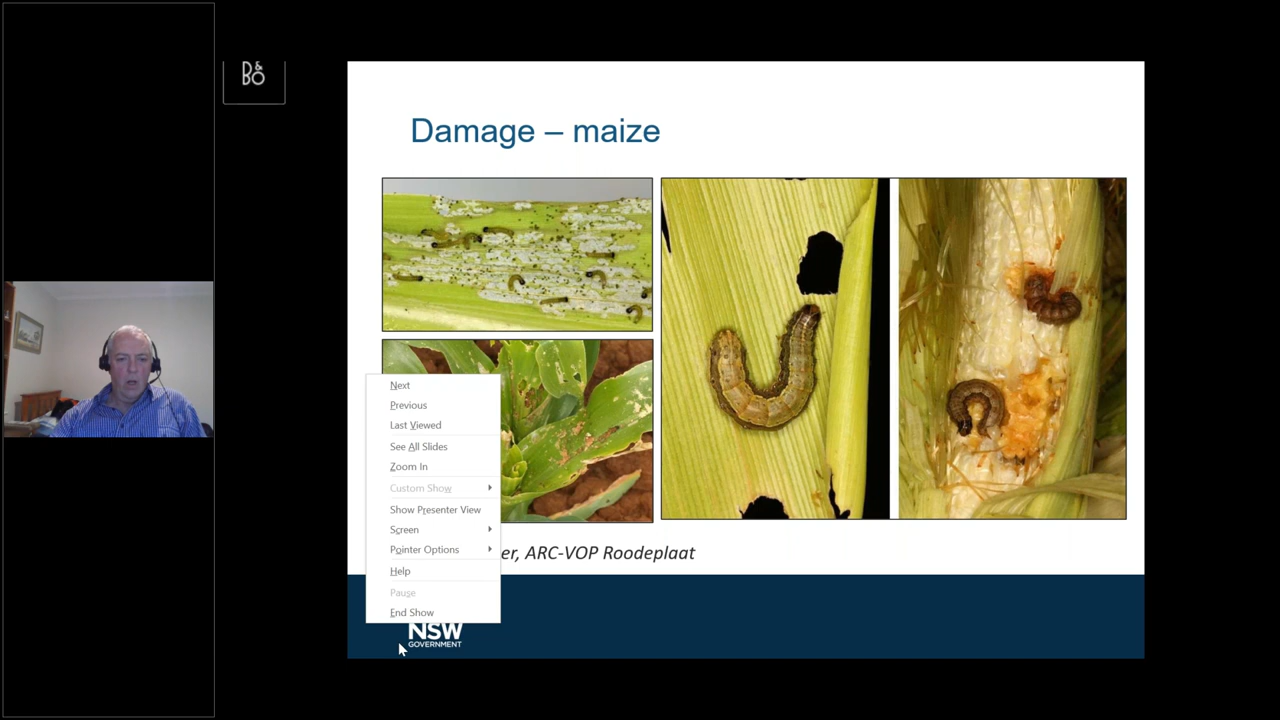 B&
BO
Damage – maize
Next
Previous
Last Viewed
See All Slides
Zoom In
Custom Show
Show Presenter View
Screen
Pointer Options
Help
Pause
End Show
er, ARC-VOP Roodeplaat
NSW
GOVERNMENT